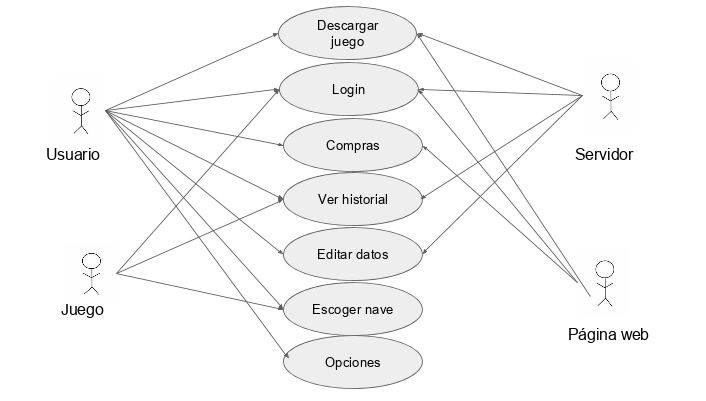 Descargar
juego
Login
Compras
Usuario
Servidor
Ver historial
Editar datos
Juego
Escoger nave
Página web
Opciones